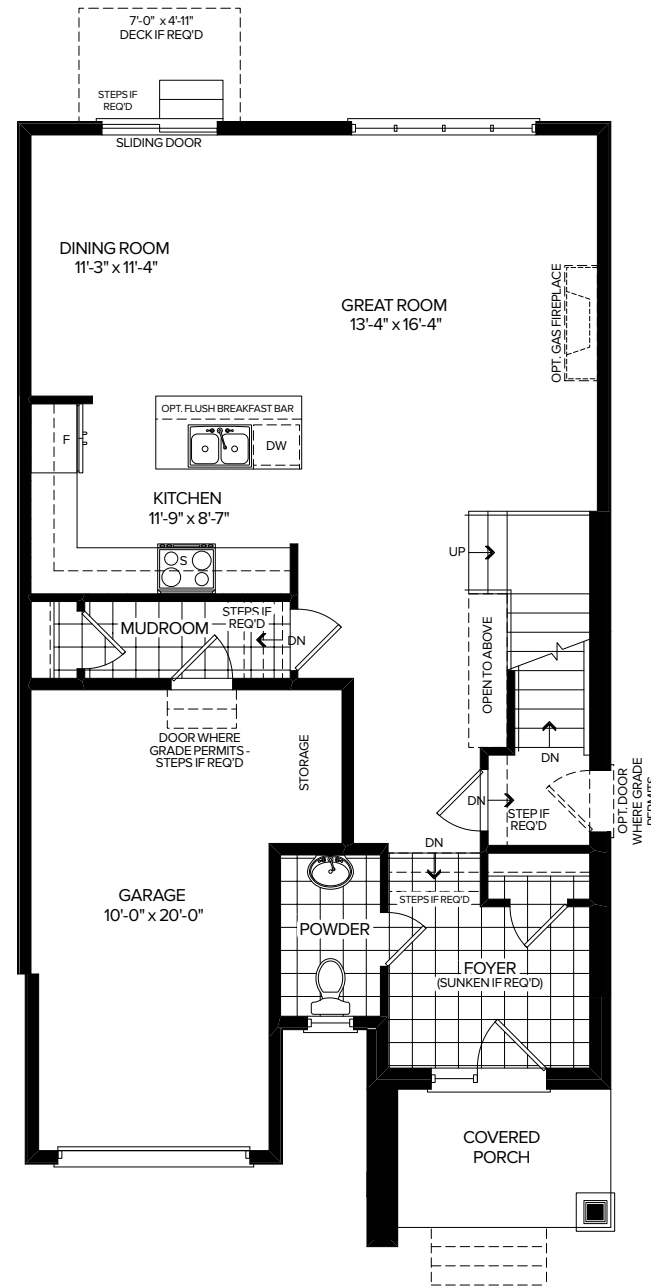 7'-0" x 4'-11"
DECK IF REQ'D
STEPS IF
REQ'D
SLIDING DOOR
DINING ROOM
11'-3" x 11'-4"
GREAT ROOM
13'-4" x 16'-4"
OPT. GAS FIREPLACE
OPT. FLUSH BREAKFAST BAR
F
DW
KITCHEN
11'-9" x 8'-7"
S
UP
STEPS IF
REQ'D
MUDROOM
DN
OPEN TO ABOVE
DOOR WHERE
GRADE PERMITS -
STEPS IF REQ'D
STORAGE
DN
DN
STEP IF
REQ'D
OPT. DOOR
WHERE GRADE
PERMITS
DN
STEPS IF REQ'D
GARAGE
10'-0" x 20'-0"
POWDER
FOYER
(SUNKEN IF REQ'D)
COVERED
PORCH